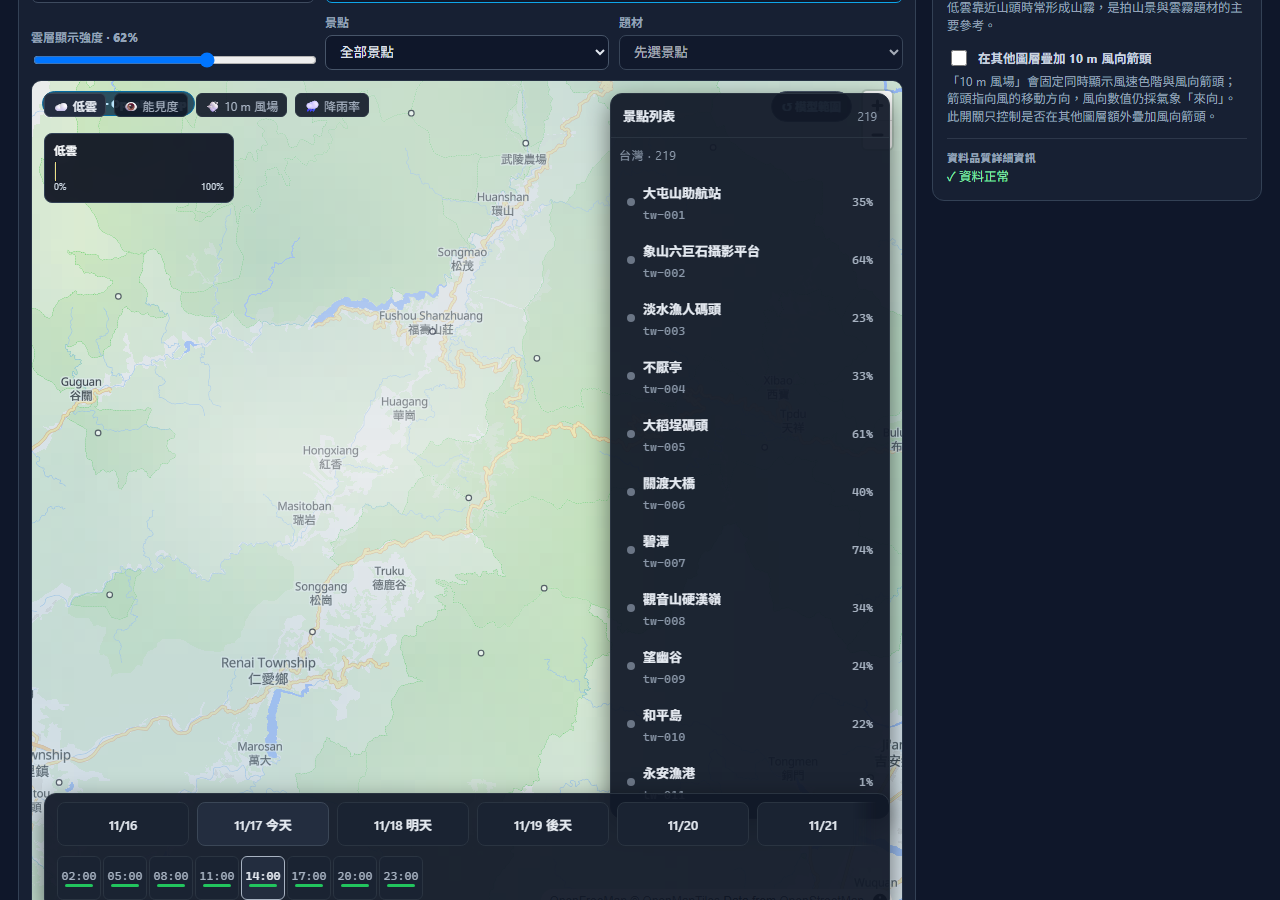 低雲靠近山頭時常形成山霧，是拍山景與雲霧題材的主
要參考。
在其他圖層疊加 10 m 風向箭頭
「10 m 風場」會固定同時顯示風速色階與風向箭頭；
箭頭指向風的移動方向，風向數值仍採氣象「來向」。
此開關只控制是否在其他圖層額外疊加風向箭頭。
資料品質詳細資訊
✓ 資料正常
雲層顯示強度 · 62%
景點
全部景點
題材
先選景點
低雲
能見度
10 m 風場
降雨率
低雲
0%
100%
景點列表
219
台灣 · 219
大屯山助航站
tw-001
35%
象山六巨石攝影平台
tw-002
64%
淡水漁人碼頭
tw-003
23%
不厭亭
tw-004
33%
大稻埕碼頭
tw-005
61%
關渡大橋
tw-006
40%
碧潭
tw-007
74%
觀音山硬漢嶺
tw-008
34%
望幽谷
tw-009
24%
和平島
tw-010
22%
永安漁港
1%
武陵農場
Huanshan
環山
Songmao
松茂
Fushou Shanzhuang
福壽山莊
Guguan
谷關
Huagang
華崗
Hongxiang
紅香
Masitoban
瑞岩
Truku
德鹿谷
Songgang
松崗
Renai Township
仁愛鄉
Marosan
萬大
11/16
11/17 今天
11/18 明天
11/19 後天
11/20
11/21
02:00
05:00
08:00
11:00
14:00
17:00
20:00
23:00